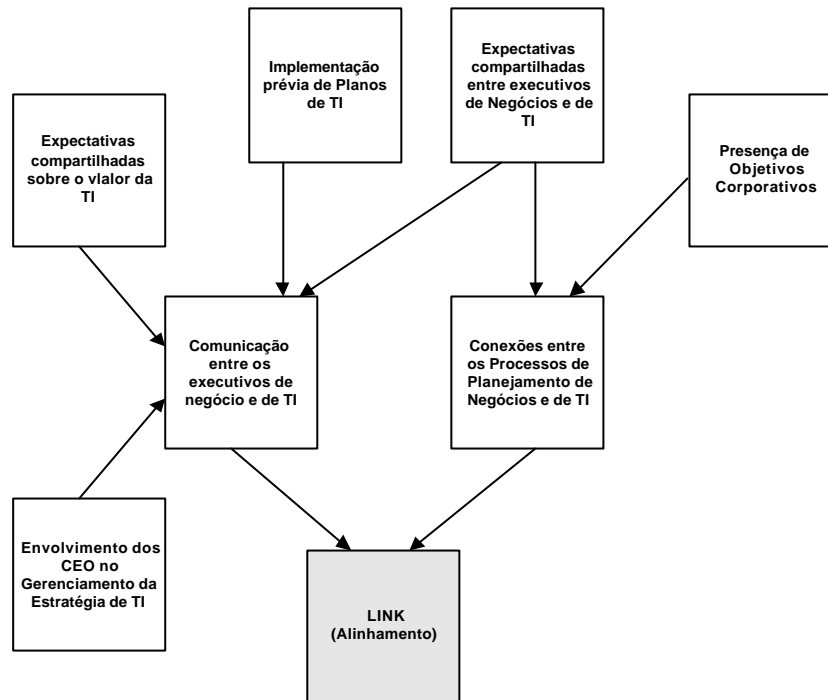 Implementação
prévia de Planos
de TI
Expectativas
compartilhadas
entre executivos
de Negócios e de
TI
Expectativas
compartilhadas
sobre o vlalor da
TI
Presença de
Objetivos
Corporativos
Comunicação
entre os
executivos de
negócio e de TI
Conexões entre
os Processos de
Planejamento de
Negócios e de TI
Envolvimento dos
CEO no
Gerenciamento da
Estratégia de TI
LINK
(Alinhamento)